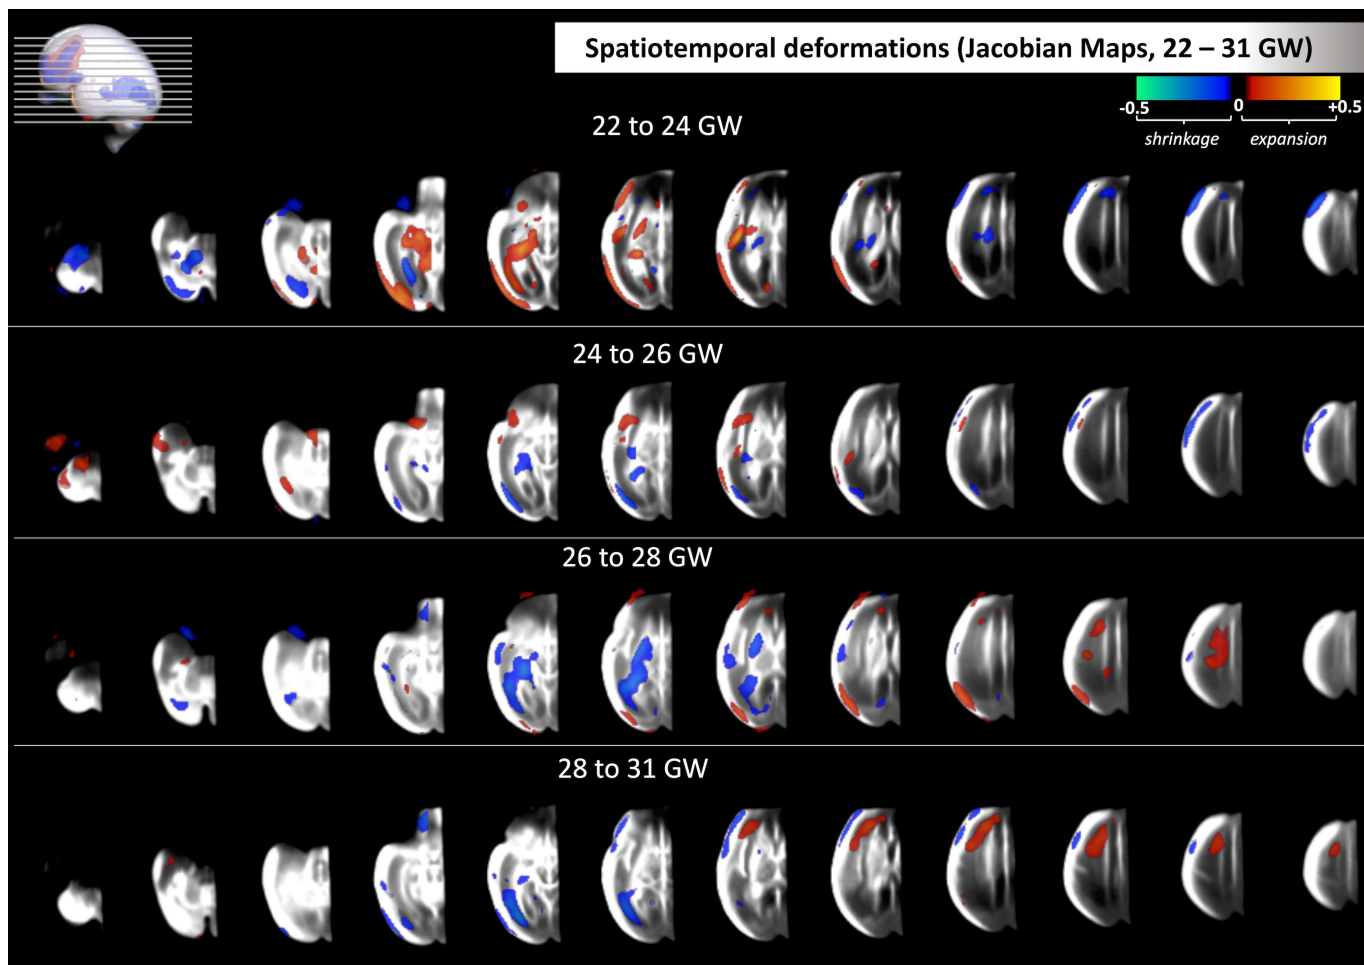 Spatiotemporal deformations (Jacobian Maps, 22 – 31 GW)
-0.5 0 +0.5
shrinkage expansion
22 to 24 GW
24 to 26 GW
26 to 28 GW
28 to 31 GW